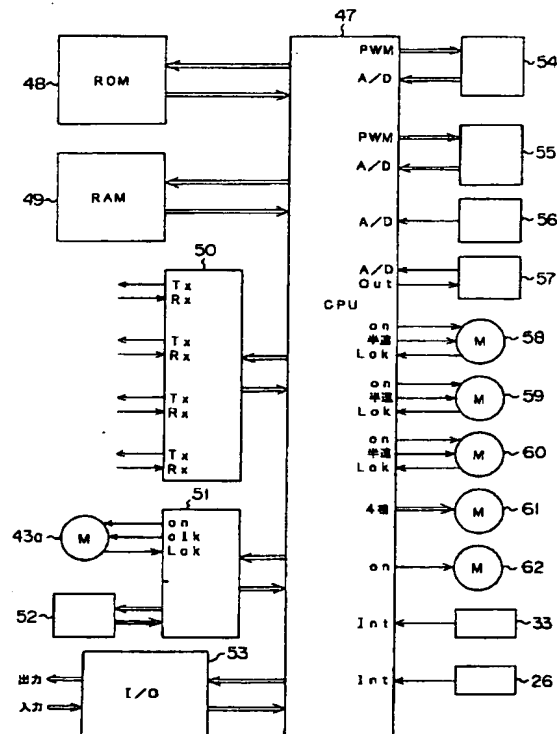 47
48
ROM
49
RAM
50
Tx
Rx
Tx
Rx
Tx
Rx
Tx
Rx
51
43a
M
on
clk
Lok
52
53
出力
入力
I/O
CPU
PWM
A/D
54
PWM
A/D
55
A/D
56
A/D
Out
57
on
半速
Lok
M
58
on
半速
Lok
M
59
on
半速
Lok
M
60
4相
M
61
on
M
62
Int
33
Int
26